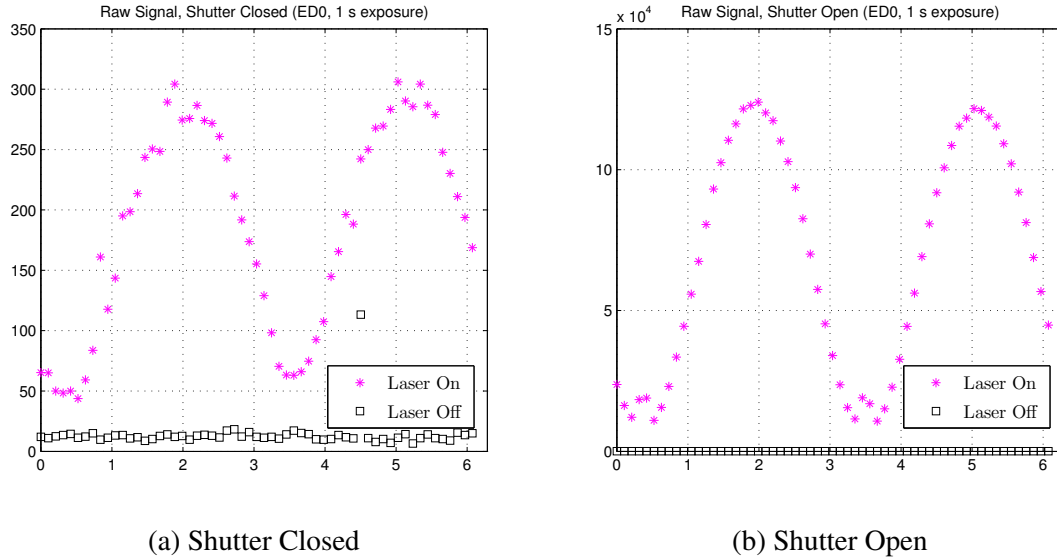 Raw Signal, Shutter Closed (ED0, 1 s exposure)
350
300
250
200
150
100
50
0
0 1 2 3 4 5 6
Laser On
Laser Off
(a) Shutter Closed
Raw Signal, Shutter Open (ED0, 1 s exposure)
x 10^4
15
10
5
0
0 1 2 3 4 5 6
Laser On
Laser Off
(b) Shutter Open